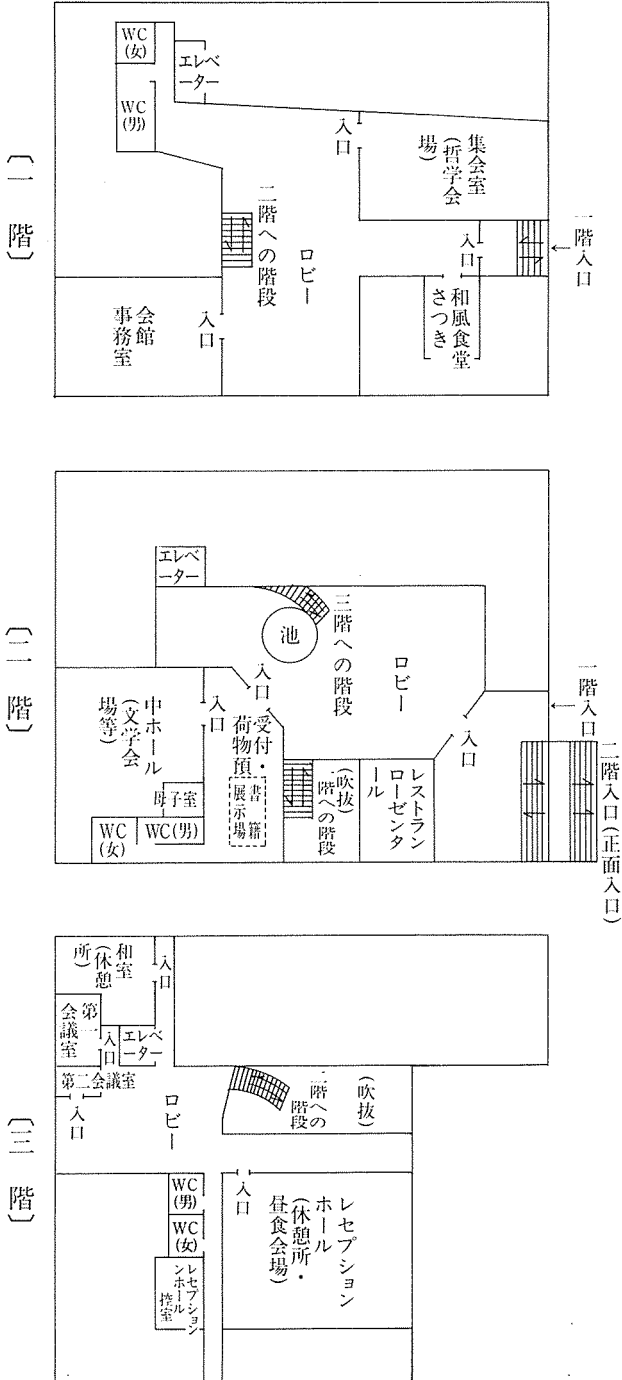 〔一階〕
WC
(女)
エレベ
ーター
WC
(男)
入口
集会室
(哲学会
場)
一階入口
入口
和風食堂
さつき
ロビー
二階への階段
入口
会館
事務室
〔二階〕
エレベ
ーター
三階への階段
池
ロビー
一階入口
二階入口(正面入口)
入口
入口
入口
中ホール
(文学会
場等)
受付・
荷物預
書籍
展示場
母子室
WC
(女)
WC(男)
一階への階段
(吹抜)
レストラン
ローゼンタ
ール
〔三階〕
和室
(休憩
所)
入口
第一
会議室
入口
エレベ
ーター
第二会議室
入口
ロビー
二階への
階段
(吹抜)
WC
(男)
WC
(女)
入口
レセプション
ホール
(休憩所・
昼食会場)
レセプショ
ンホール
控室